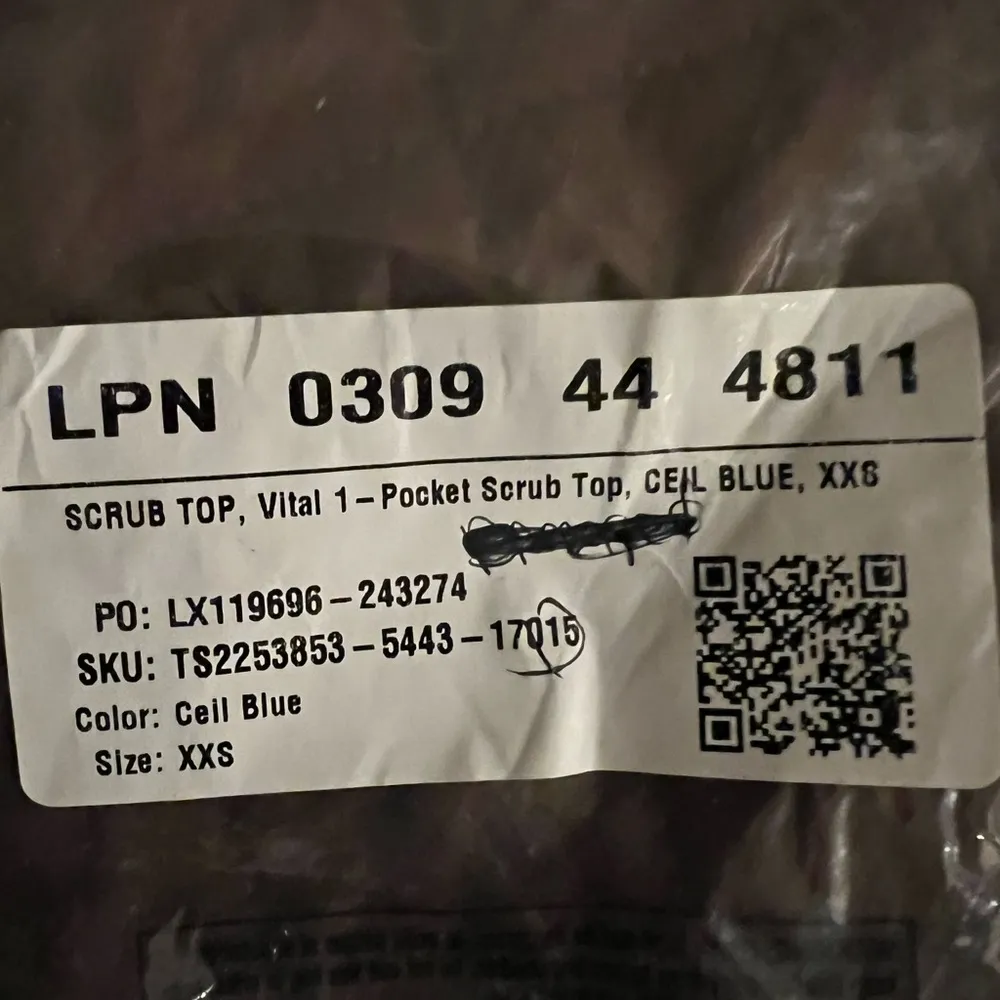 LPN 0309 44 4811
SCRUB TOP, Vital 1-Pocket Scrub Top, CEIL BLUE, XXS
PO: LX119696-243274
SKU: TS2253853-5443-17015
Color: Ceil Blue
Size: XXS